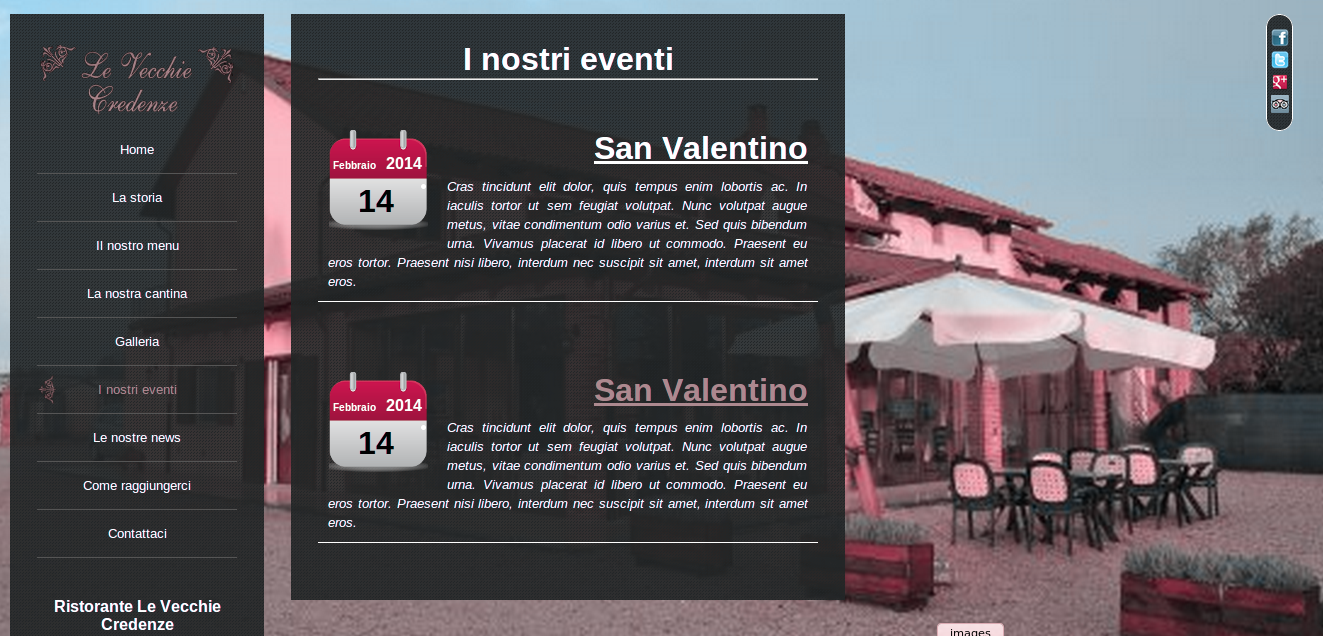 Le Vecchie
Credenze
Home
La storia
Il nostro menu
La nostra cantina
Galleria
I nostri eventi
Le nostre news
Come raggiungerci
Contattaci
Ristorante Le Vecchie
Credenze
I nostri eventi
Febbraio 2014
14
San Valentino
Cras tincidunt elit dolor, quis tempus enim lobortis ac. In
iaculis tortor ut sem feugiat volutpat. Nunc volutpat augue
metus, vitae condimentum odio varius et. Sed quis bibendum
urna. Vivamus placerat id libero ut commodo. Praesent eu
eros tortor. Praesent nisi libero, interdum nec suscipit sit amet, interdum sit amet
eros.
Febbraio 2014
14
San Valentino
Cras tincidunt elit dolor, quis tempus enim lobortis ac. In
iaculis tortor ut sem feugiat volutpat. Nunc volutpat augue
metus, vitae condimentum odio varius et. Sed quis bibendum
urna. Vivamus placerat id libero ut commodo. Praesent eu
eros tortor. Praesent nisi libero, interdum nec suscipit sit amet, interdum sit amet
eros.
images